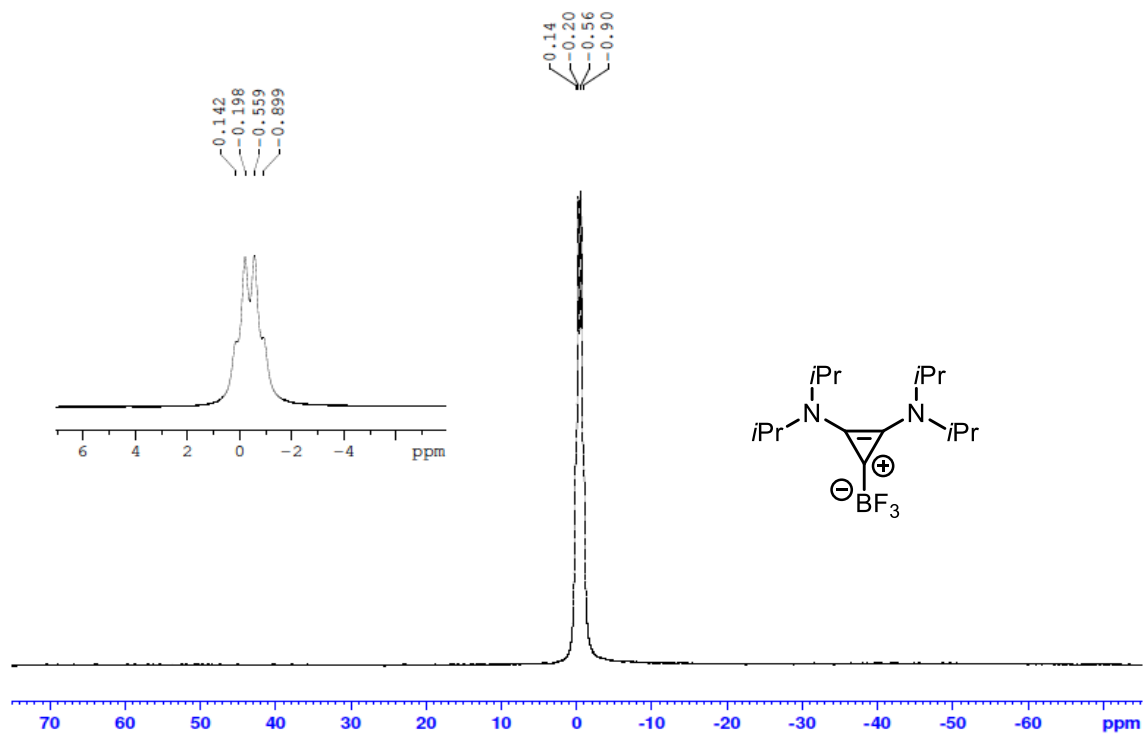 0.14
-0.20
-0.56
-0.90
0.142
-0.198
-0.559
-0.899
6 4 2 0 -2 -4 ppm
iPr iPr
iPr N N iPr
⊕
⊖
BF₃
70 60 50 40 30 20 10 0 -10 -20 -30 -40 -50 -60 ppm